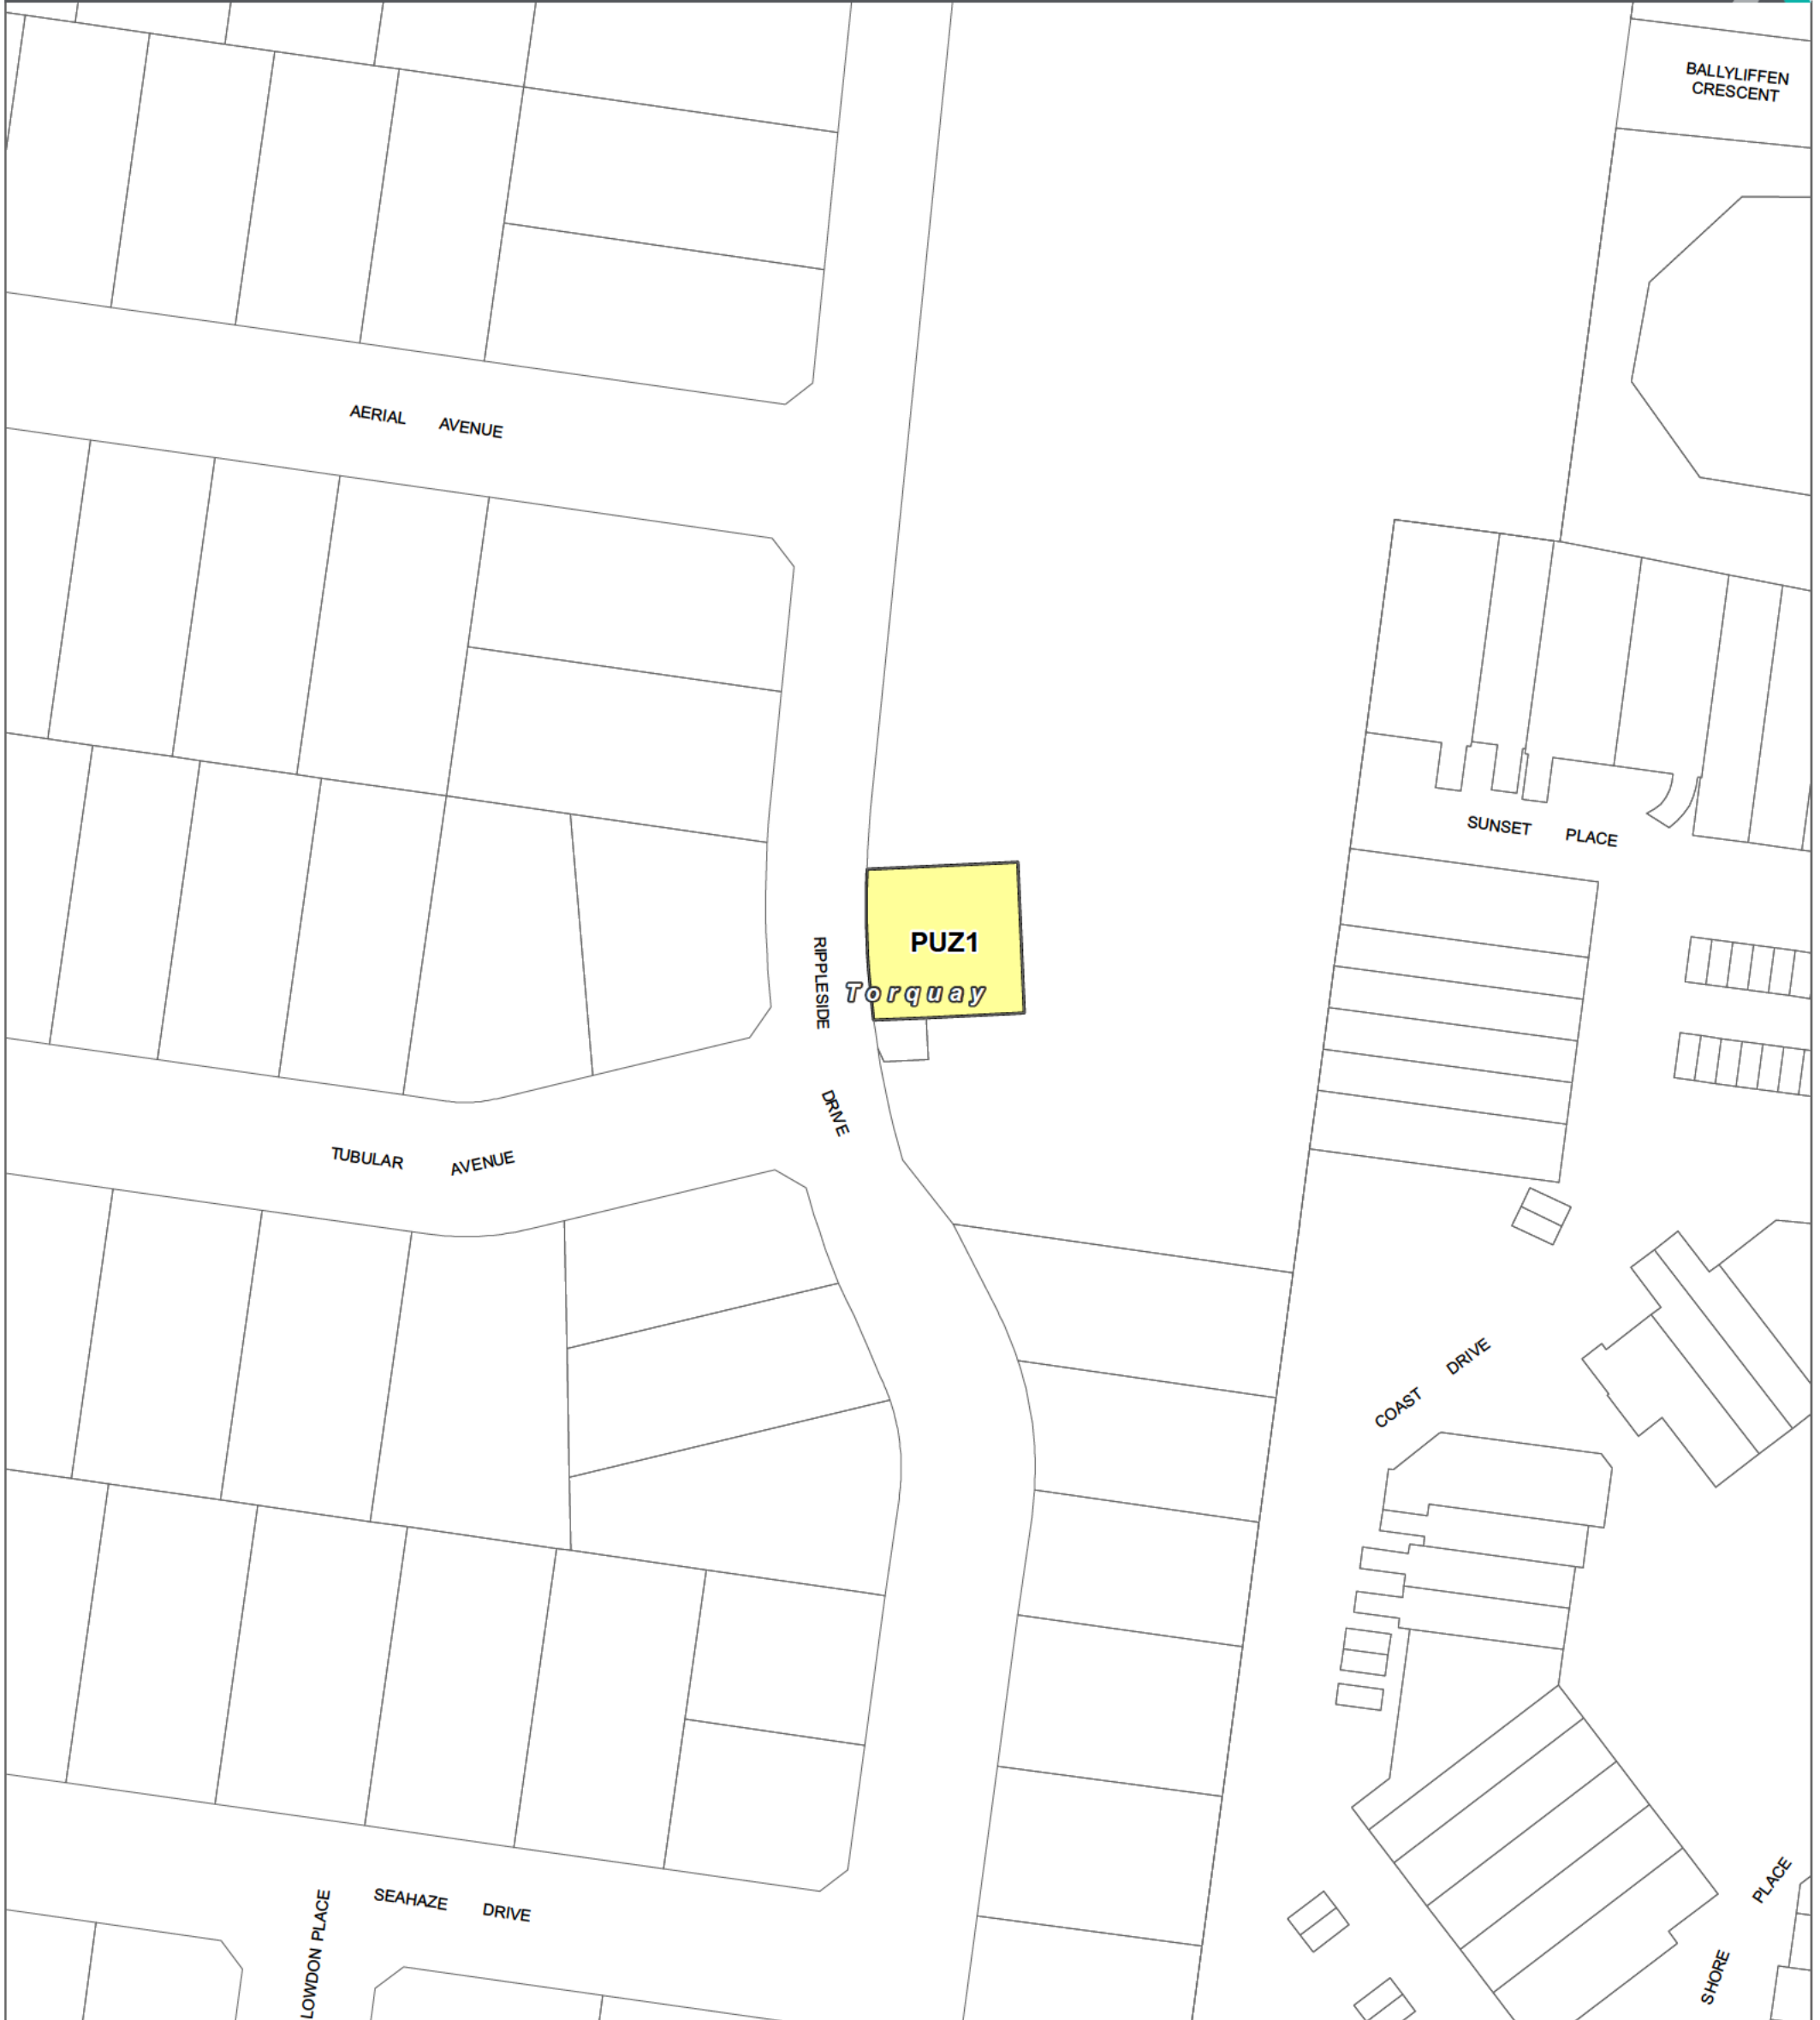 BALLYLIFFEN
CRESCENT
AERIAL AVENUE
SUNSET PLACE
PUZ1
Torquay
RIPPLESIDE DRIVE
TUBULAR AVENUE
COAST DRIVE
SEAHAZE DRIVE
LOWDON PLACE
SHORE PLACE